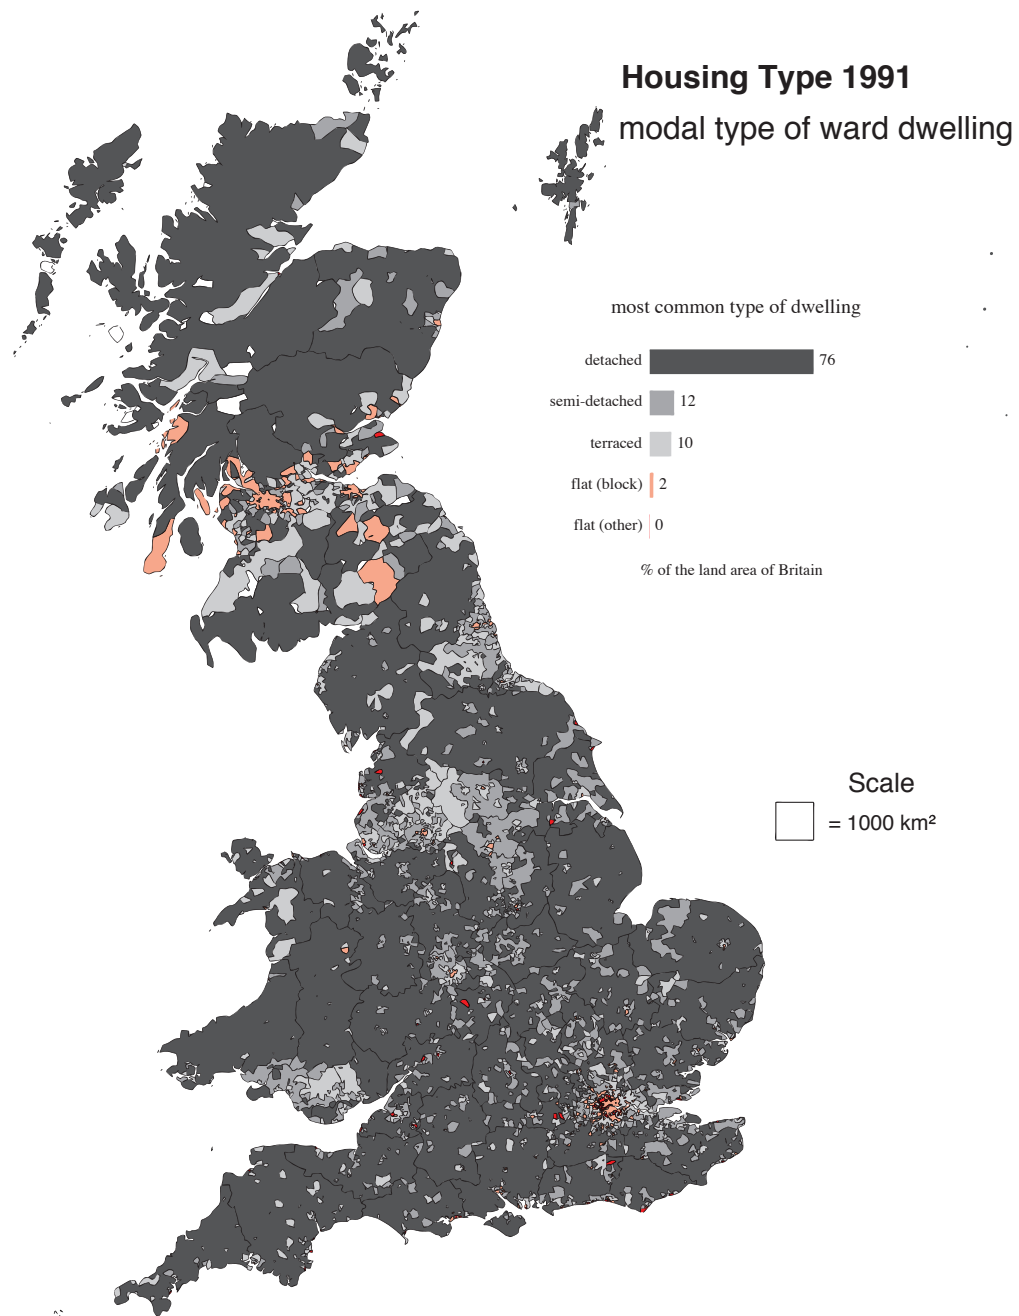 Housing Type 1991
modal type of ward dwelling
most common type of dwelling
detached 76
semi-detached 12
terraced 10
flat (block) 2
flat (other) 0
% of the land area of Britain
Scale
= 1000 km²